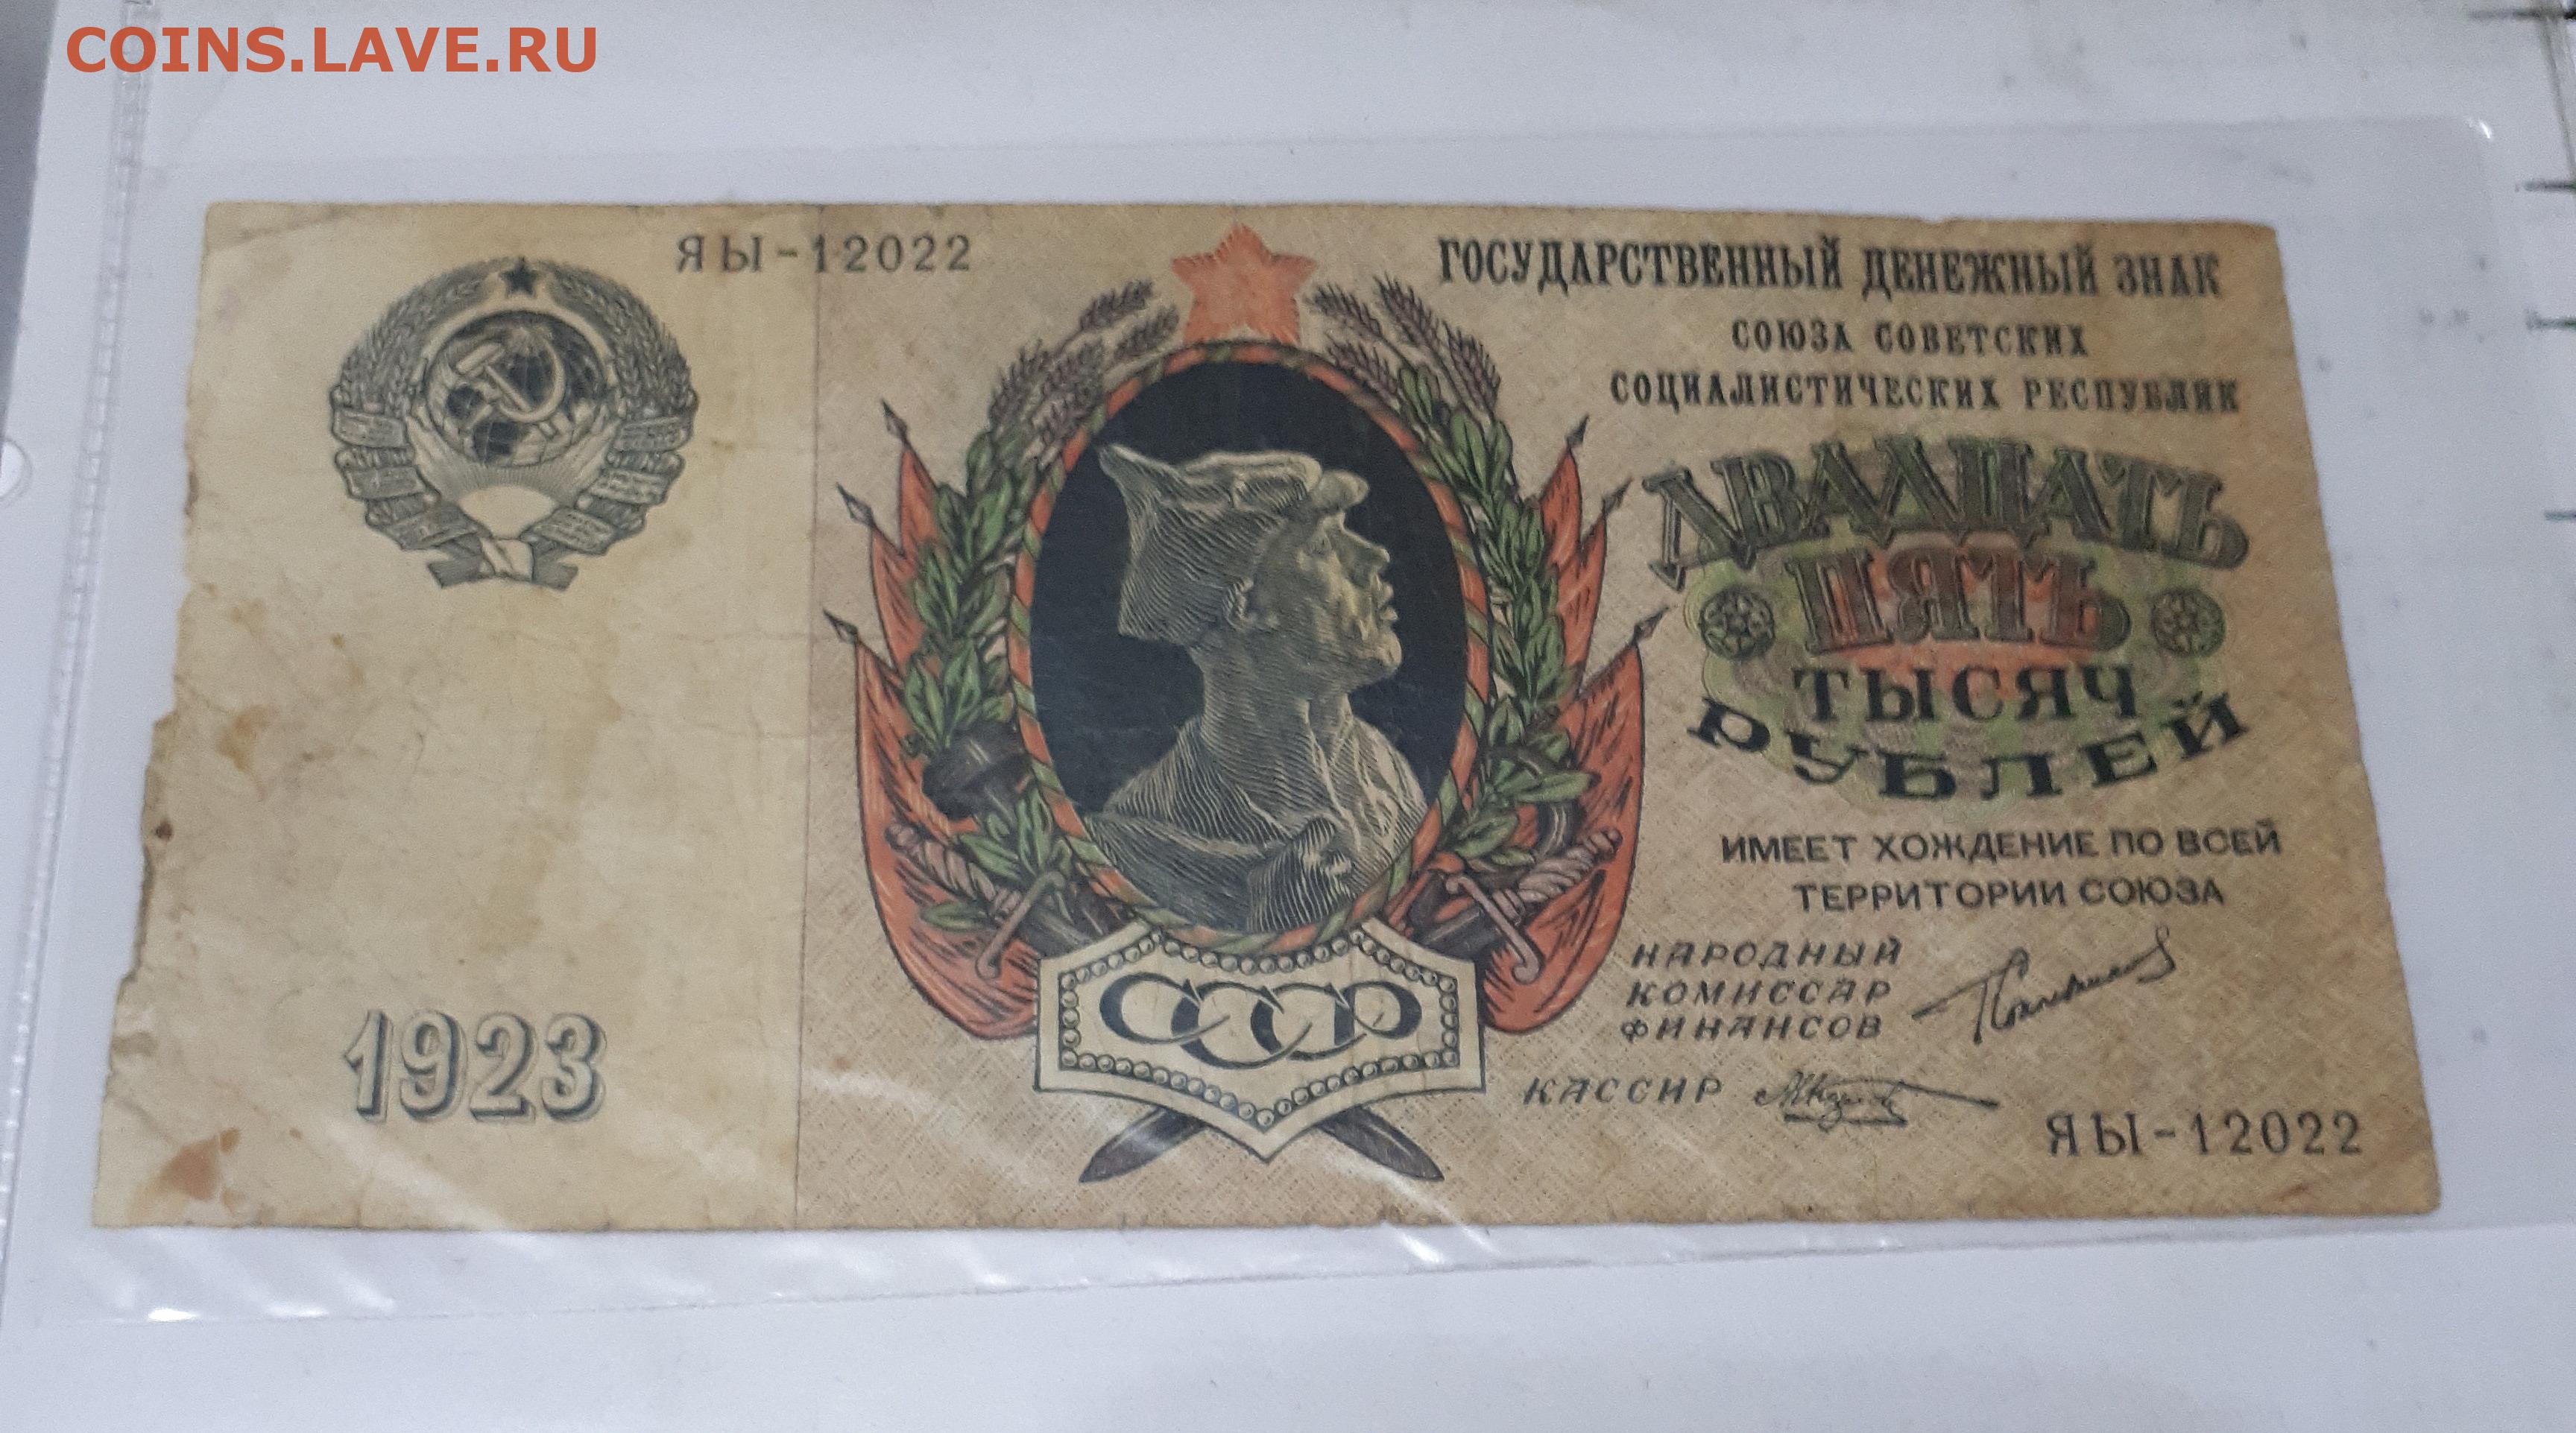 COINS.LAVE.RU
ЯЫ-12022
ГОСУДАРСТВЕННЫЙ ДЕНЕЖНЫЙ ЗНАК
СОЮЗА СОВЕТСКИХ
СОЦИАЛИСТИЧЕСКИХ РЕСПУБЛИК
ДВАДЦАТЬ
ПЯТЬ
ТЫСЯЧ
РУБЛЕЙ
ИМЕЕТ ХОЖДЕНИЕ ПО ВСЕЙ
ТЕРРИТОРИИ СОЮЗА
НАРОДНЫЙ
КОМИССАР
ФИНАНСОВ
КАССИР
ЯЫ-12022
СССР
1923